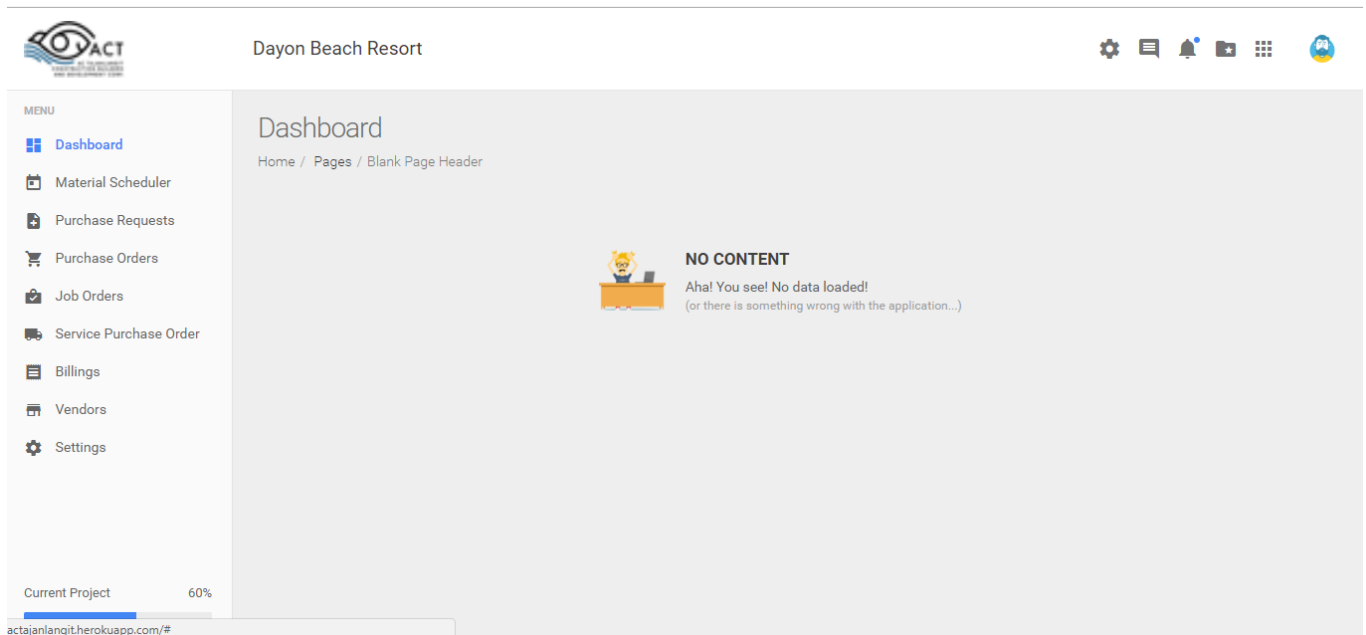 ACT
Dayon Beach Resort
MENU
Dashboard
Material Scheduler
Purchase Requests
Purchase Orders
Job Orders
Service Purchase Order
Billings
Vendors
Settings
Current Project 60%
Dashboard
Home / Pages / Blank Page Header
NO CONTENT
Aha! You see! No data loaded!
(or there is something wrong with the application...)
actajanlangit.herokuapp.com/#